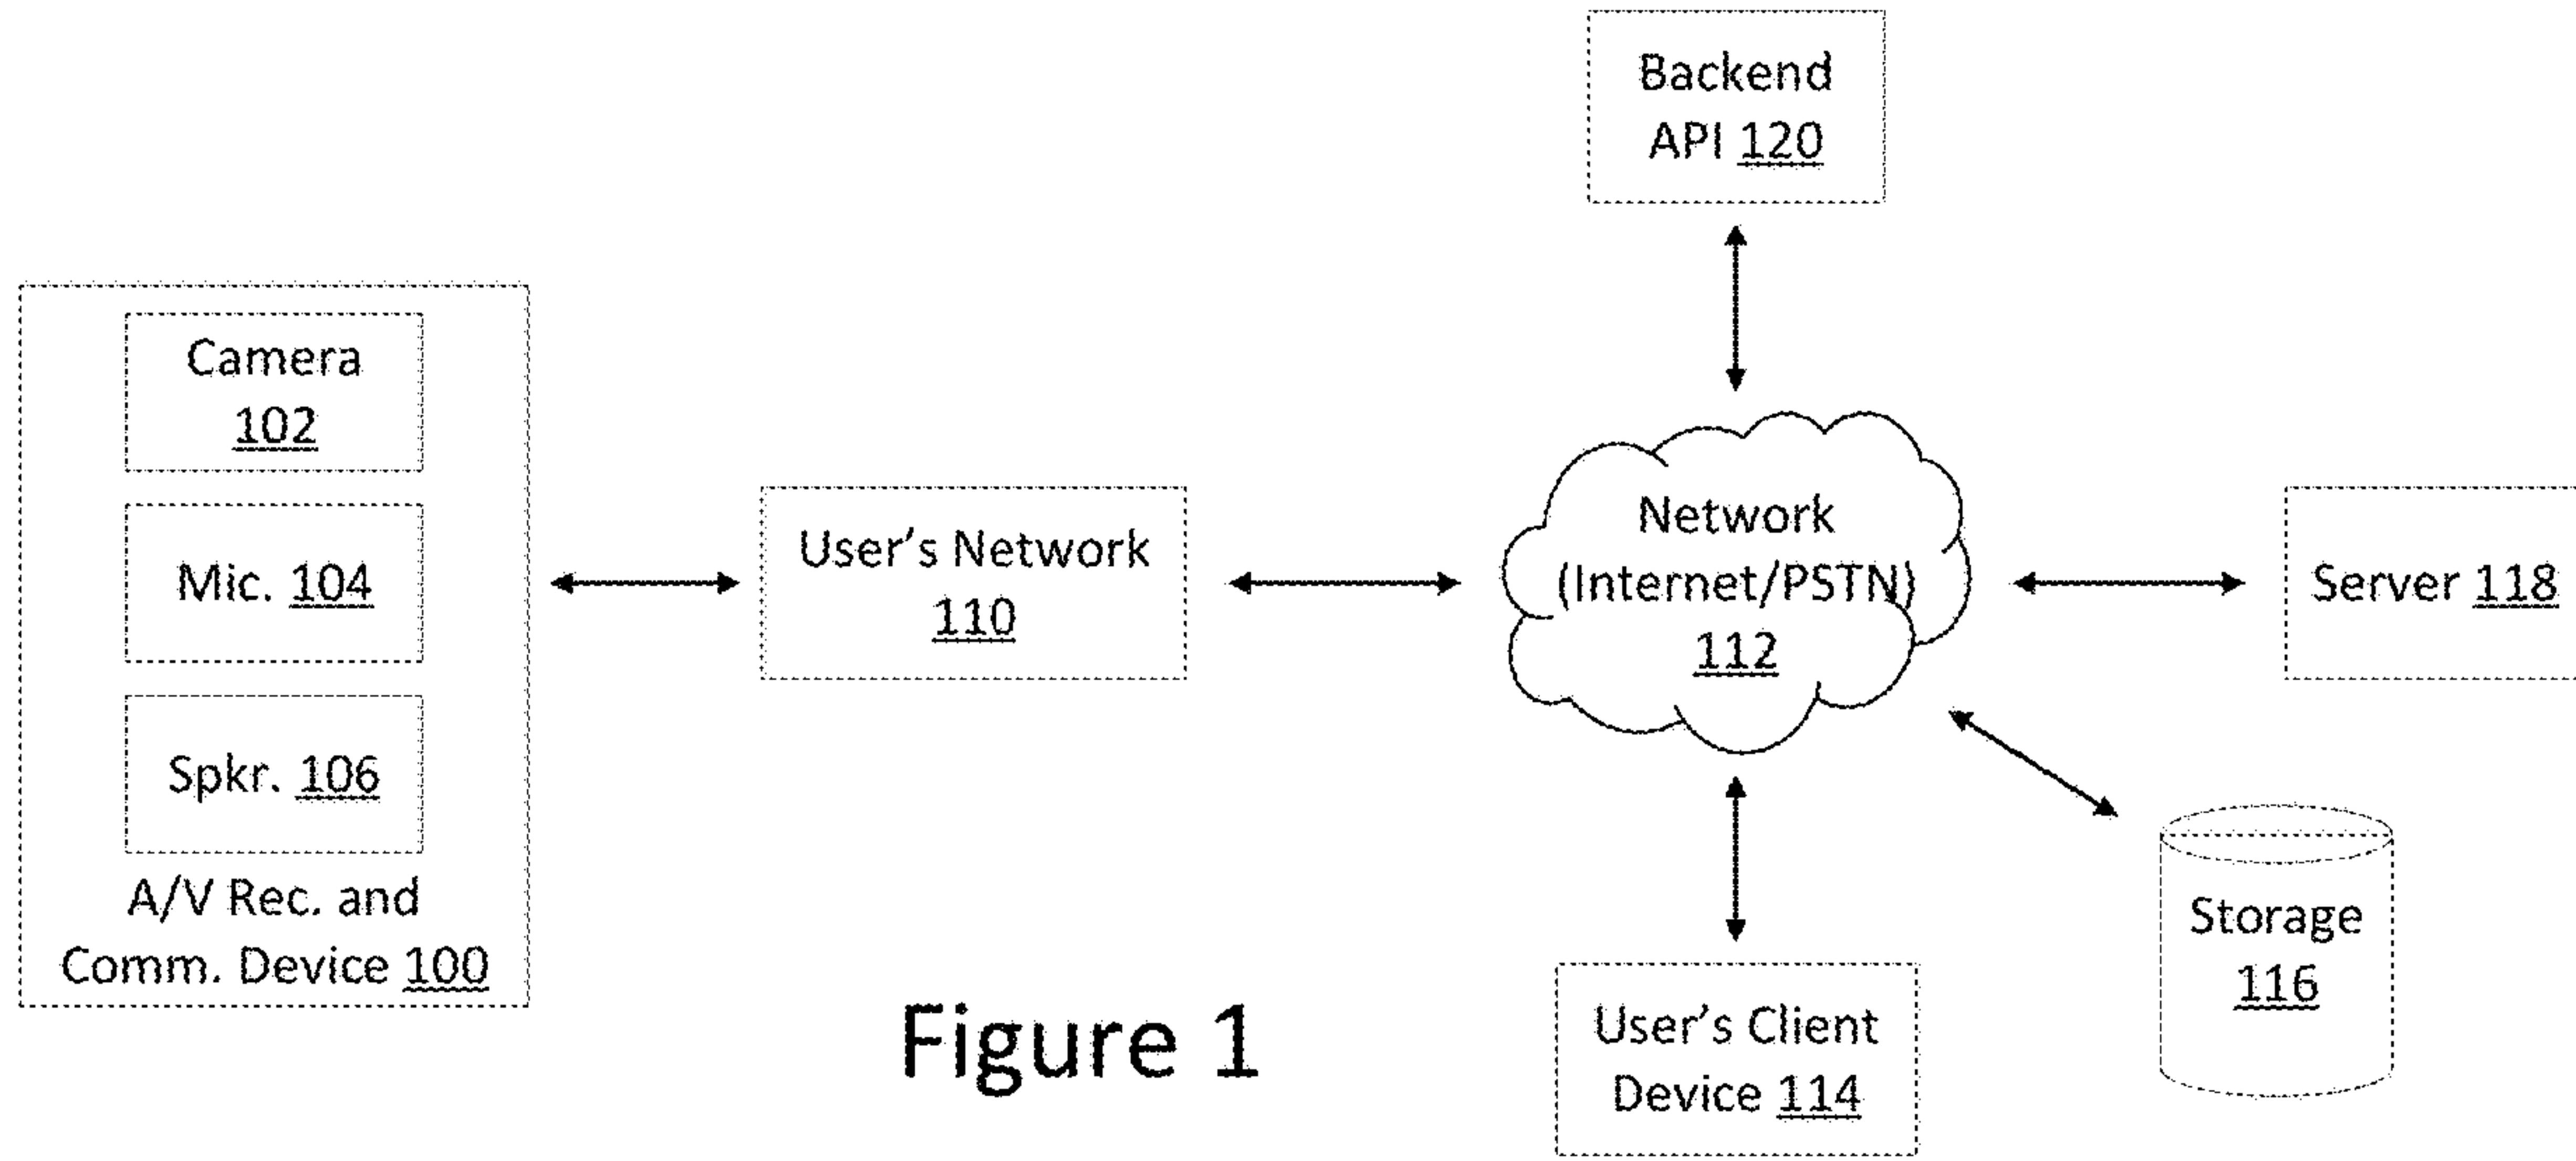 Backend
API 120
Camera
102
Mic. 104
Spkr. 106
A/V Rec. and
Comm. Device 100
User's Network
110
Network
(Internet/PSTN)
112
Server 118
Storage
116
User's Client
Device 114
Figure 1